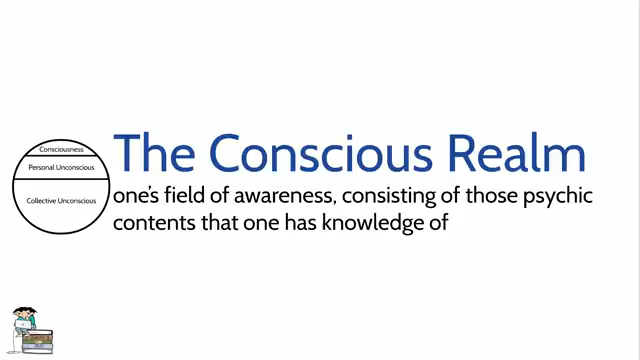 Consciousness
Personal Unconscious
Collective Unconscious
The Conscious Realm
one's field of awareness, consisting of those psychic
contents that one has knowledge of